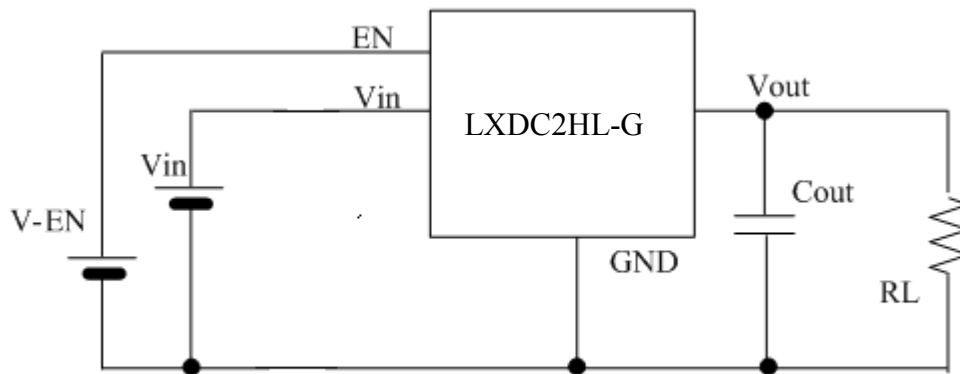 EN
Vin
Vout
LXDC2HL-G
Vin
Cout
V-EN
GND
RL